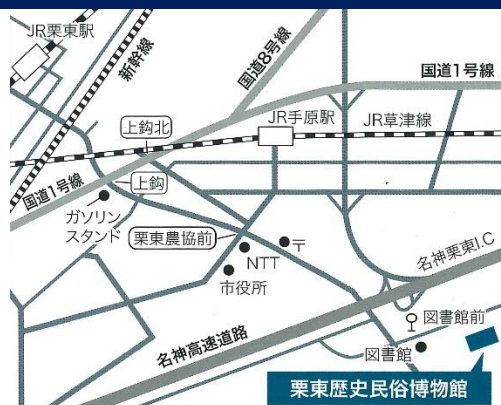 JR栗東駅
新幹線
国道8号線
国道1号線
上鈎北
JR手原駅
JR草津線
上鈎
国道1号線
ガソリン
スタンド
栗東農協前
〒
NTT
市役所
名神栗東I.C
名神高速道路
図書館前
図書館
栗東歴史民俗博物館